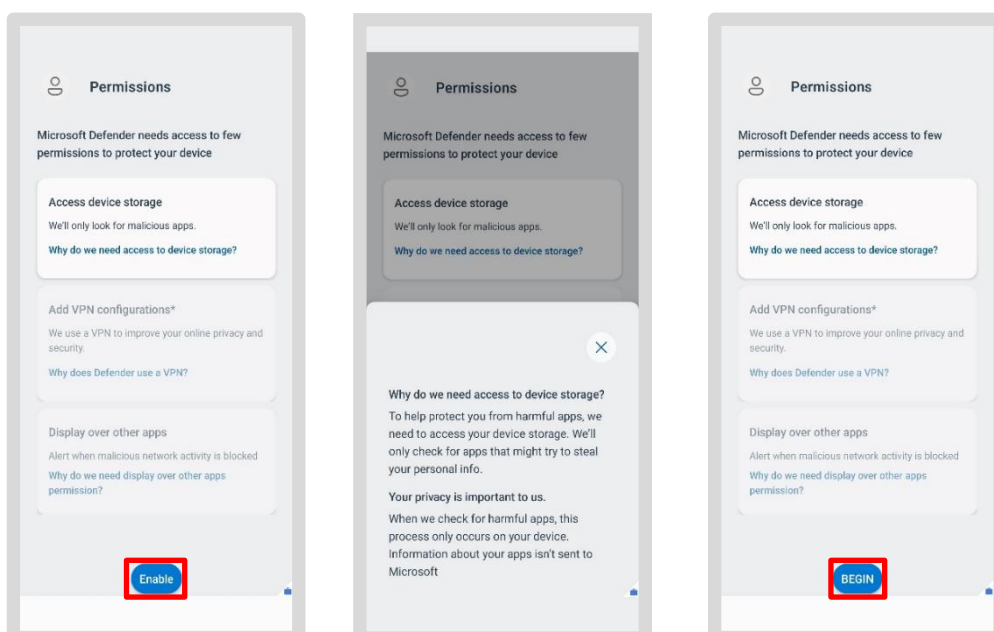 Permissions
Microsoft Defender needs access to few
permissions to protect your device
Access device storage
We'll only look for malicious apps.
Why do we need access to device storage?
Add VPN configurations*
We use a VPN to improve your online privacy and
security.
Why does Defender use a VPN?
Display over other apps
Alert when malicious network activity is blocked
Why do we need display over other apps
permission?
Enable
Permissions
Microsoft Defender needs access to few
permissions to protect your device
Access device storage
We'll only look for malicious apps.
Why do we need access to device storage?
Why do we need access to device storage?
To help protect you from harmful apps, we
need to access your device storage. We'll
only check for apps that might try to steal
your personal info.
Your privacy is important to us.
When we check for harmful apps, this
process only occurs on your device.
Information about your apps isn't sent to
Microsoft
Permissions
Microsoft Defender needs access to few
permissions to protect your device
Access device storage
We'll only look for malicious apps.
Why do we need access to device storage?
Add VPN configurations*
We use a VPN to improve your online privacy and
security.
Why does Defender use a VPN?
Display over other apps
Alert when malicious network activity is blocked
Why do we need display over other apps
permission?
BEGIN